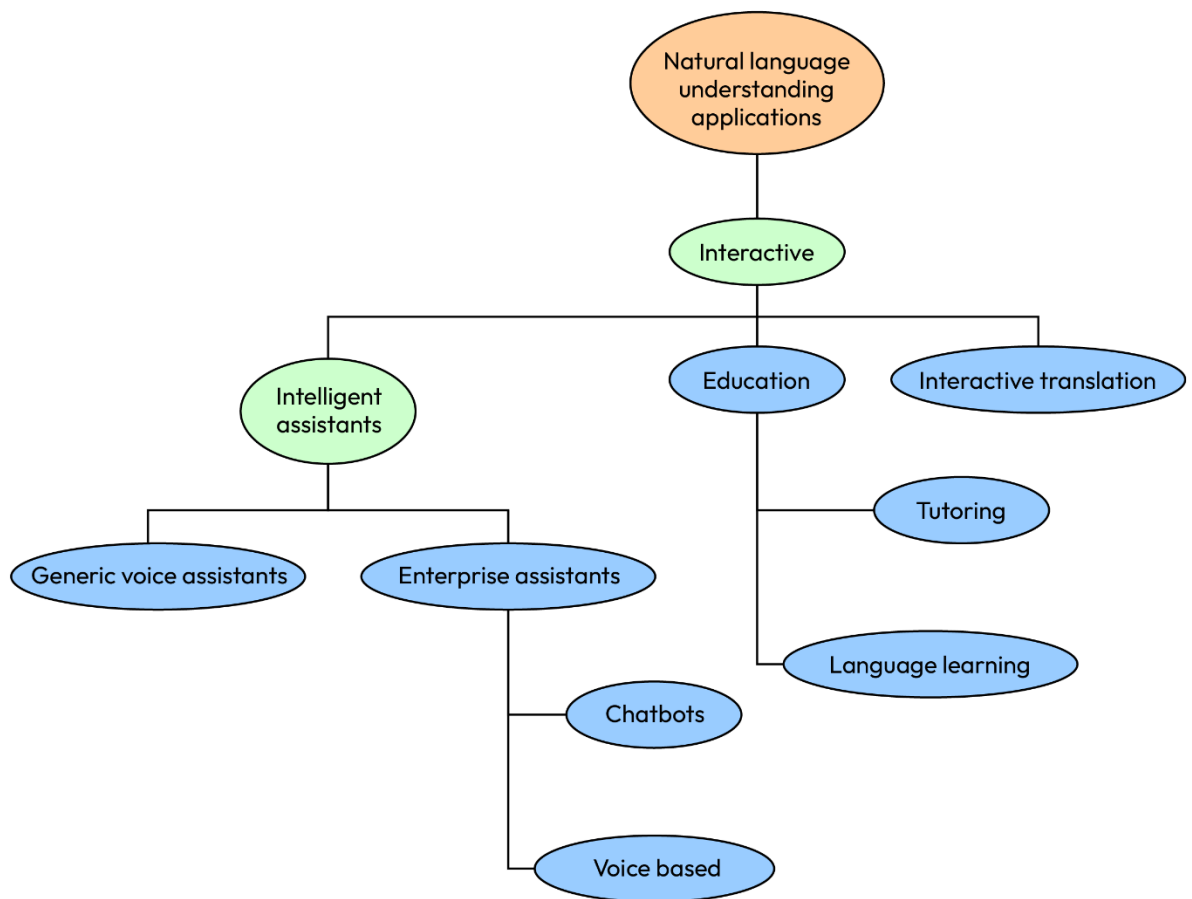 Natural language
understanding
applications
Interactive
Intelligent
assistants
Education
Interactive translation
Tutoring
Generic voice assistants
Enterprise assistants
Language learning
Chatbots
Voice based